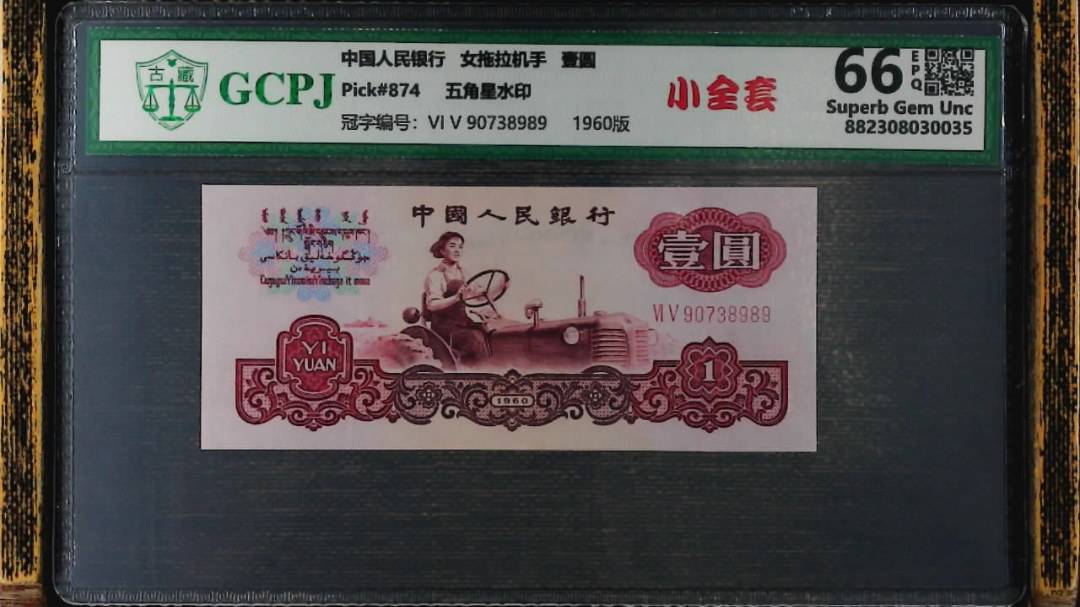 中国人民银行 女拖拉机手 壹圆
古藏
GCPJ
Pick#874 五角星水印
冠字编号: VI V 90738989 1960版
小全套
66 EPQ
Superb Gem Unc
882308030035
中國人民銀行
壹圓
VI V 90738989
YI
YUAN
1960
1